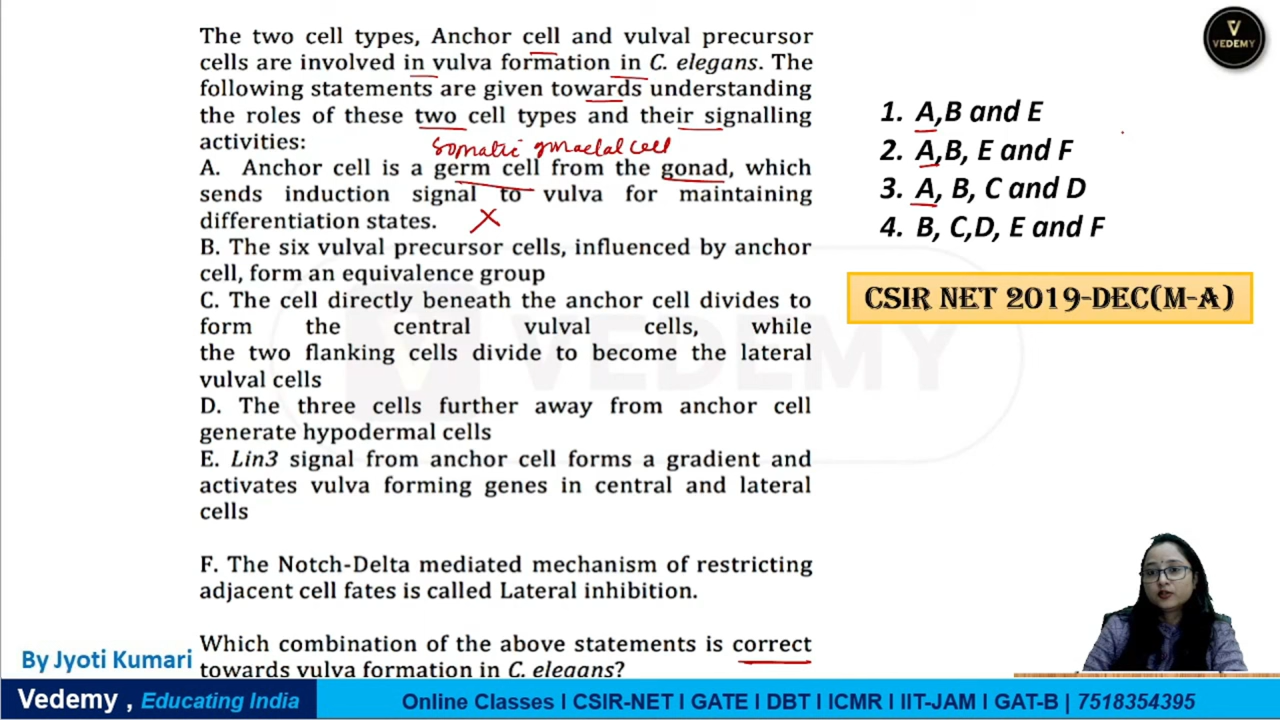 The two cell types, Anchor cell and vulval precursor
cells are involved in vulva formation in C. elegans. The
following statements are given towards understanding
the roles of these two cell types and their signalling
activities:
somatic gonadal cell
A. Anchor cell is a germ cell from the gonad, which
sends induction signal to vulva for maintaining
differentiation states.
B. The six vulval precursor cells, influenced by anchor
cell, form an equivalence group
C. The cell directly beneath the anchor cell divides to
form the central vulval cells, while
the two flanking cells divide to become the lateral
vulval cells
D. The three cells further away from anchor cell
generate hypodermal cells
E. Lin3 signal from anchor cell forms a gradient and
activates vulva forming genes in central and lateral
cells
F. The Notch-Delta mediated mechanism of restricting
adjacent cell fates is called Lateral inhibition.
Which combination of the above statements is correct
towards vulva formation in C. elegans?
1. A,B and E
2. A,B, E and F
3. A, B, C and D
4. B, C,D, E and F
CSIR NET 2019-DEC(M-A)
V
VEDEMY
VEDEMY
By Jyoti Kumari
Vedemy , Educating India
Online Classes I CSIR-NET I GATE I DBT I ICMR I IIT-JAM I GAT-B | 7518354395